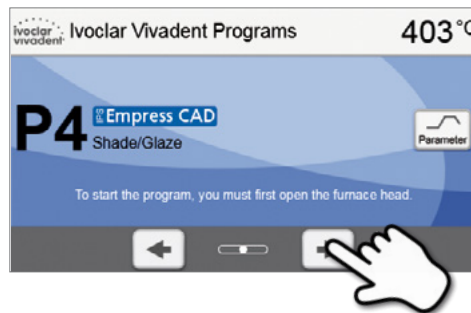 ivoclar
vivadent
Ivoclar Vivadent Programs
403°C
P4
IPS Empress CAD
Shade/Glaze
Parameter
To start the program, you must first open the furnace head.